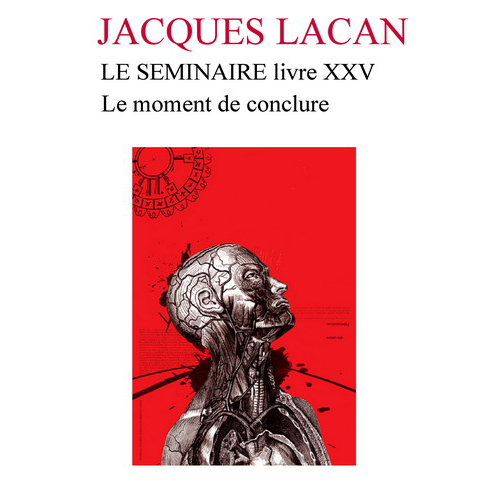 JACQUES LACAN
LE SEMINAIRE livre XXV
Le moment de conclure